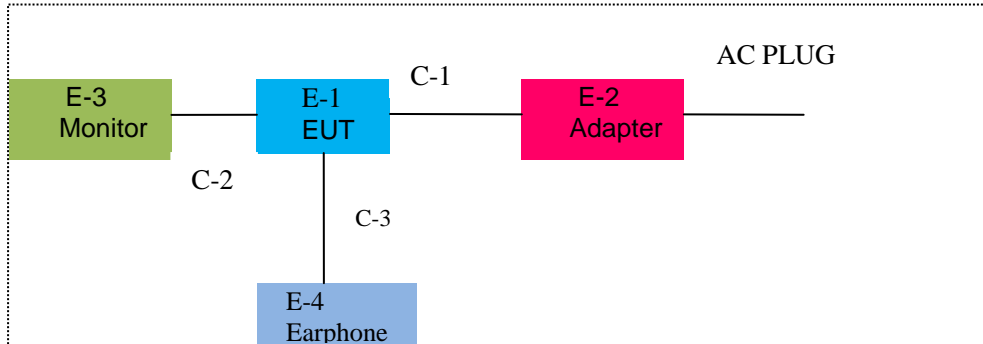 AC PLUG
C-1
E-3
Monitor
E-1
EUT
E-2
Adapter
C-2
C-3
E-4
Earphone